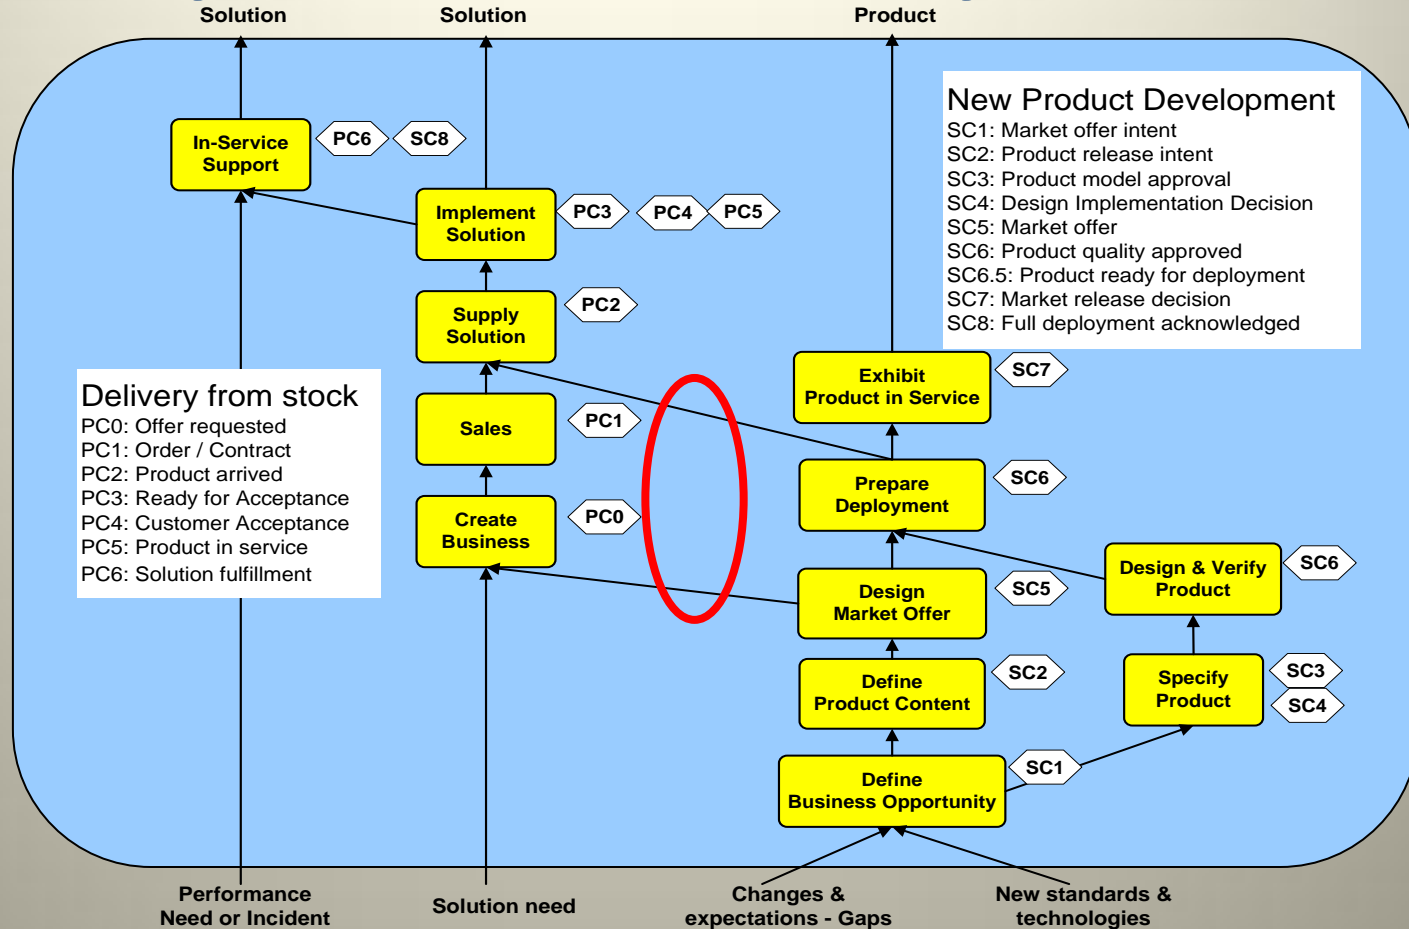 Solution
Solution
Product
New Product Development
SC1: Market offer intent
SC2: Product release intent
SC3: Product model approval
SC4: Design Implementation Decision
SC5: Market offer
SC6: Product quality approved
SC6.5: Product ready for deployment
SC7: Market release decision
SC8: Full deployment acknowledged
In-Service
Support
PC6
SC8
Implement
Solution
PC3
PC4
PC5
Supply
Solution
PC2
Exhibit
Product in Service
SC7
Delivery from stock
PC0: Offer requested
PC1: Order / Contract
PC2: Product arrived
PC3: Ready for Acceptance
PC4: Customer Acceptance
PC5: Product in service
PC6: Solution fulfillment
Sales
PC1
Prepare
Deployment
SC6
Create
Business
PC0
Design & Verify
Product
SC6
Design
Market Offer
SC5
Define
Product Content
SC2
Specify
Product
SC3
SC4
Define
Business Opportunity
SC1
Performance
Need or Incident
Solution need
Changes &
expectations - Gaps
New standards &
technologies